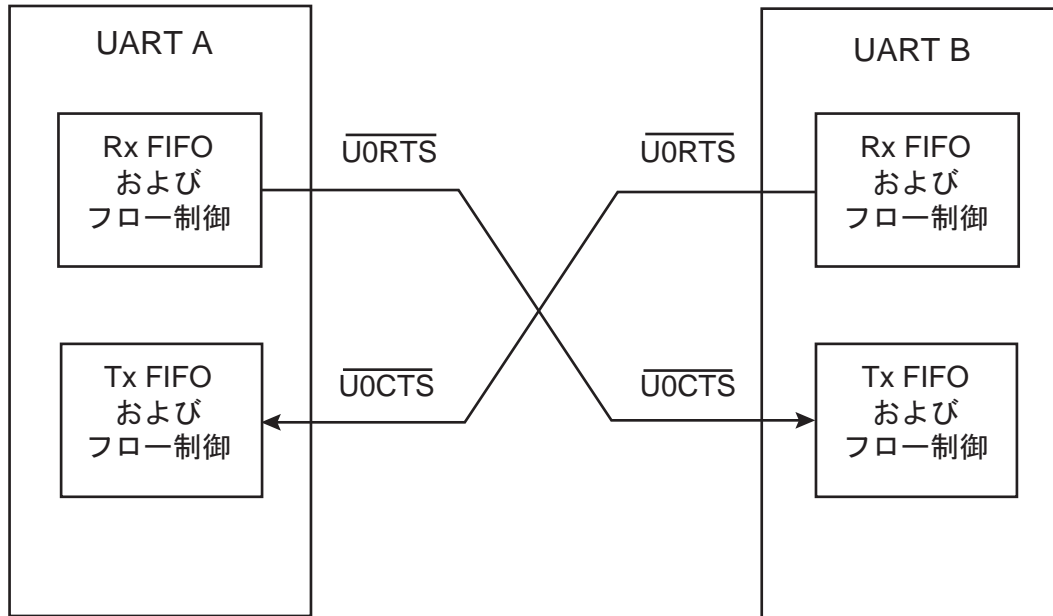 UART A
UART B
Rx FIFO
および
フロー制御
U0RTS
U0RTS
Rx FIFO
および
フロー制御
Tx FIFO
および
フロー制御
U0CTS
U0CTS
Tx FIFO
および
フロー制御